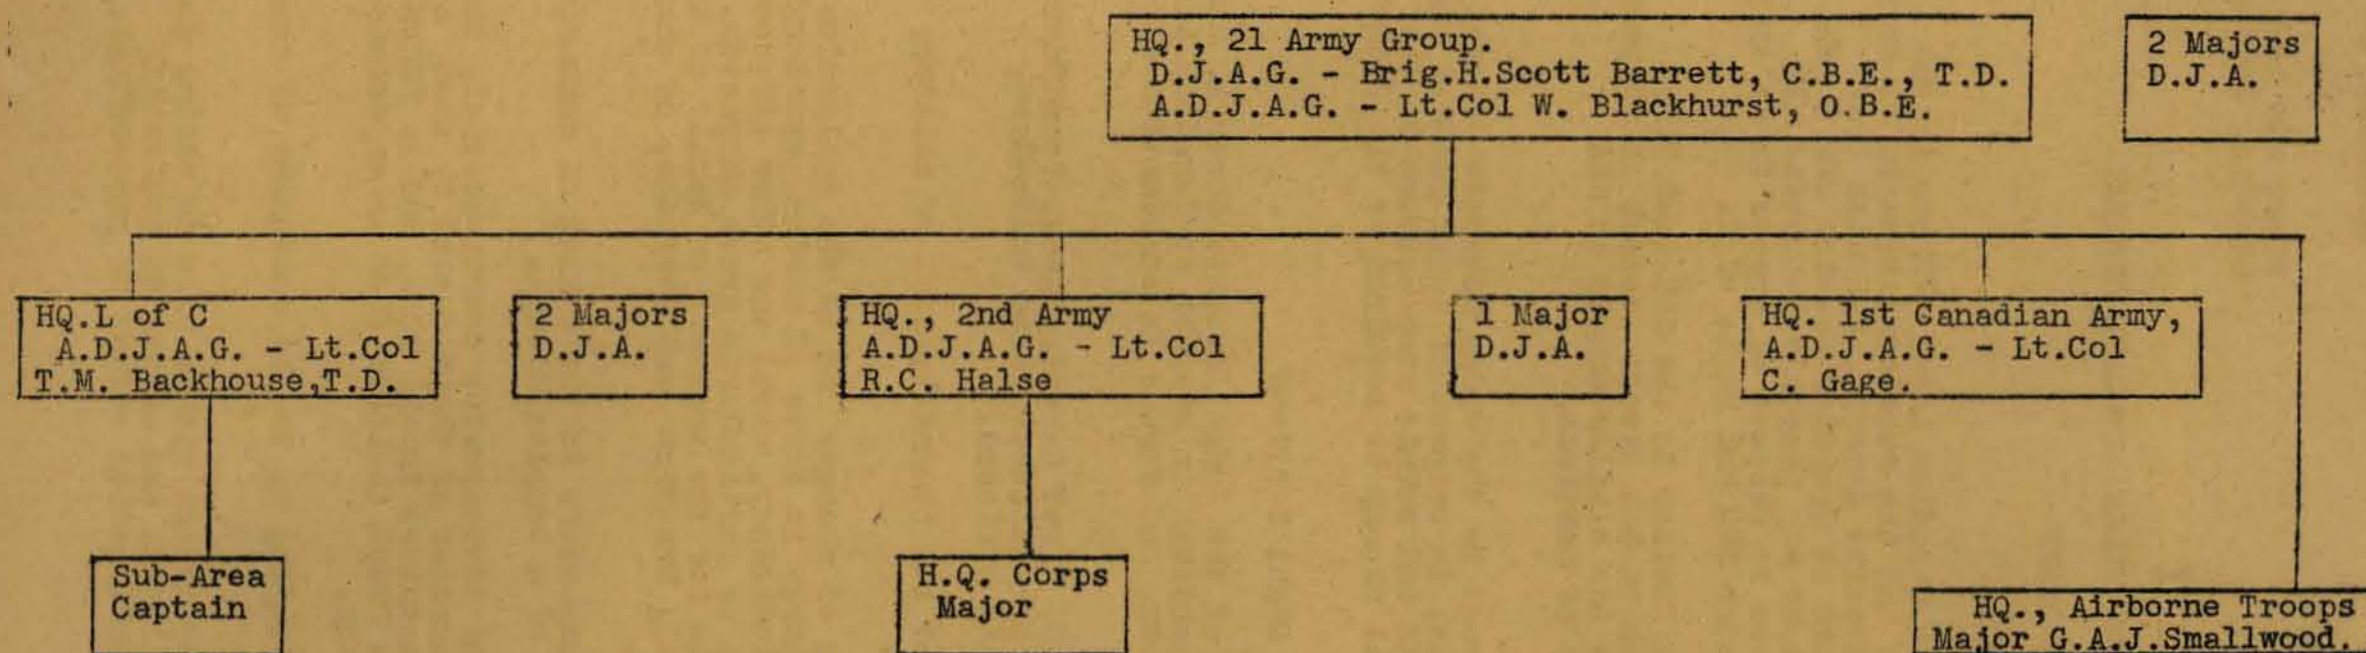 HQ., 21 Army Group.
D.J.A.G. - Brig.H.Scott Barrett, C.B.E., T.D.
A.D.J.A.G. - Lt.Col W. Blackhurst, O.B.E.
2 Majors
D.J.A.
HQ.L of C
A.D.J.A.G. - Lt.Col
T.M. Backhouse,T.D.
2 Majors
D.J.A.
HQ., 2nd Army
A.D.J.A.G. - Lt.Col
R.C. Halse
1 Major
D.J.A.
HQ. 1st Canadian Army,
A.D.J.A.G. - Lt.Col
C. Gage.
Sub-Area
Captain
H.Q. Corps
Major
HQ., Airborne Troops
Major G.A.J.Smallwood.